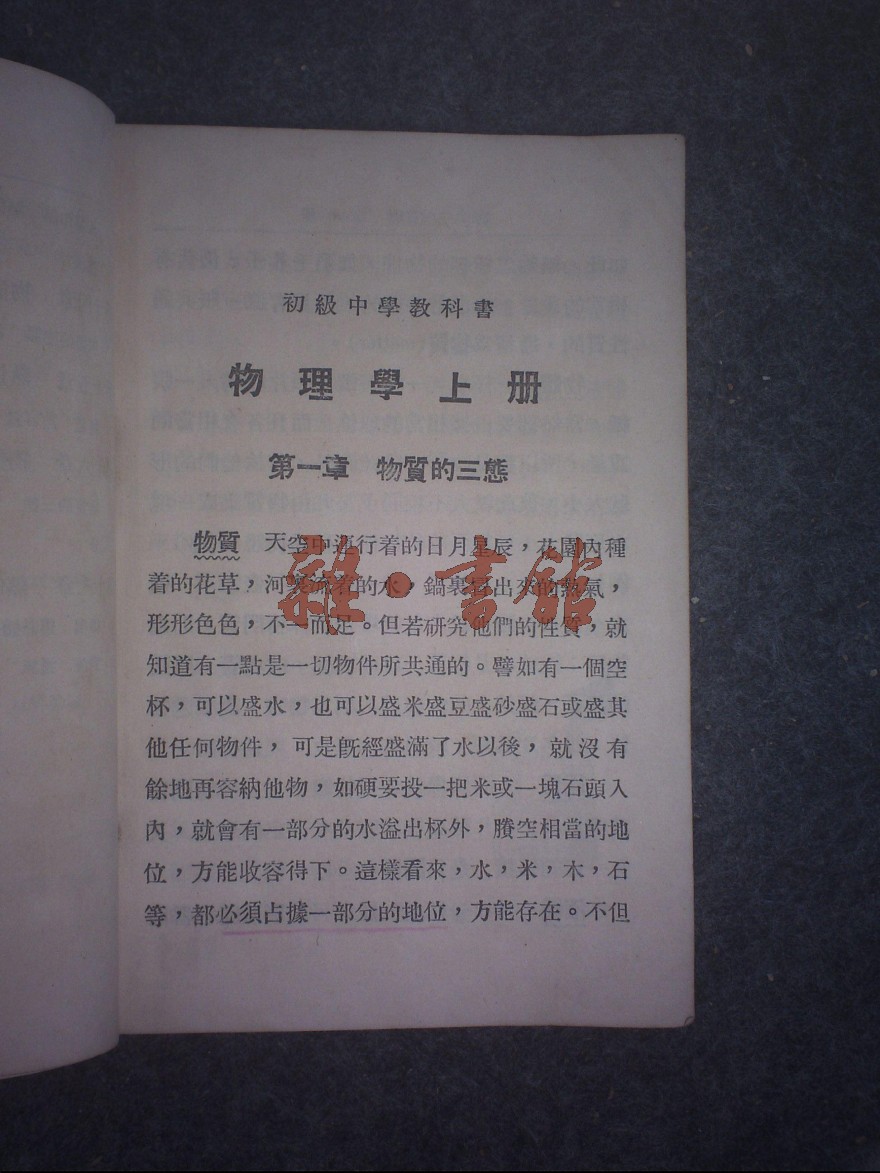 初級中學教科書
物理學上册
第一章 物質的三態
物質 天空中運行着的日月星辰，花園內種
着的花草，河裏流着的水，鍋裏冒出來的熱氣，
形形色色，不一而足。但若研究他們的性質，就
知道有一點是一切物件所共通的。譬如有一個空
杯，可以盛水，也可以盛米盛豆盛砂盛石或盛其
他任何物件，可是旣經盛滿了水以後，就沒有
餘地再容納他物，如硬要投一把米或一塊石頭入
內，就會有一部分的水溢出杯外，騰空相當的地
位，方能收容得下。這樣看來，水，米，木，石
等，都必須占據一部分的地位，方能存在。不但
雜·書館